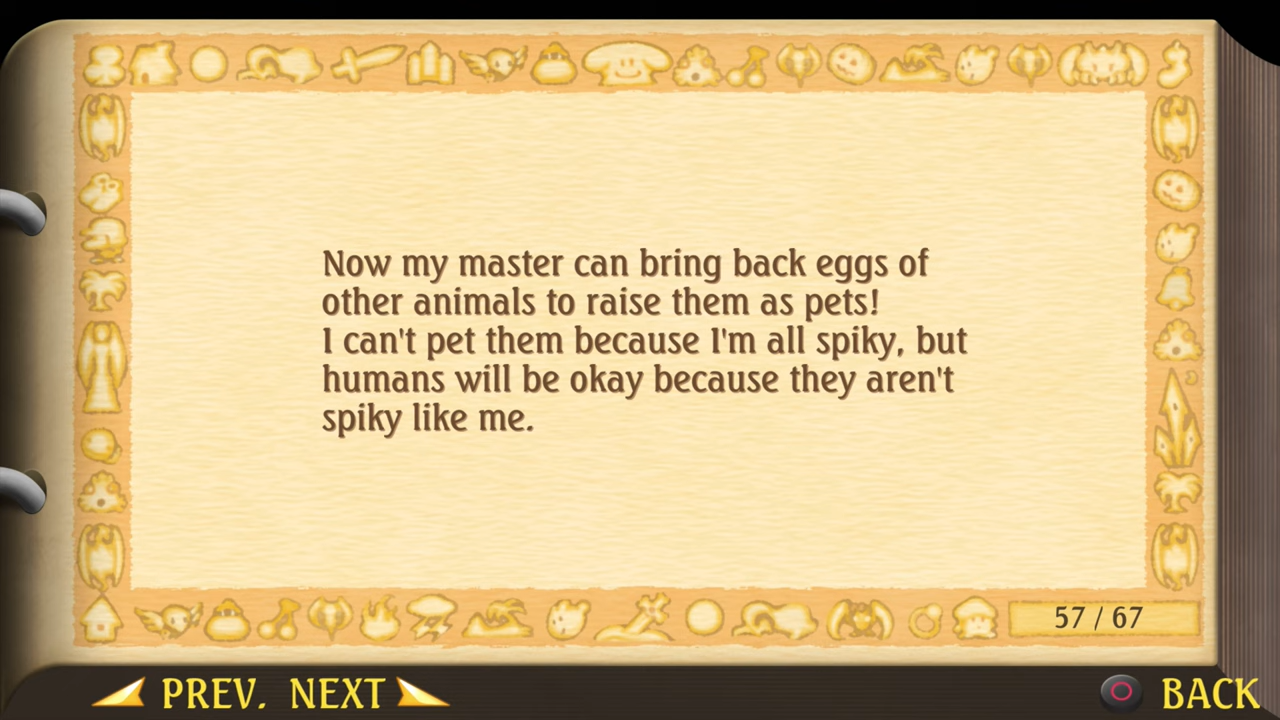 Now my master can bring back eggs of
other animals to raise them as pets!
I can't pet them because I'm all spiky, but
humans will be okay because they aren't
spiky like me.
57 / 67
PREV. NEXT
BACK